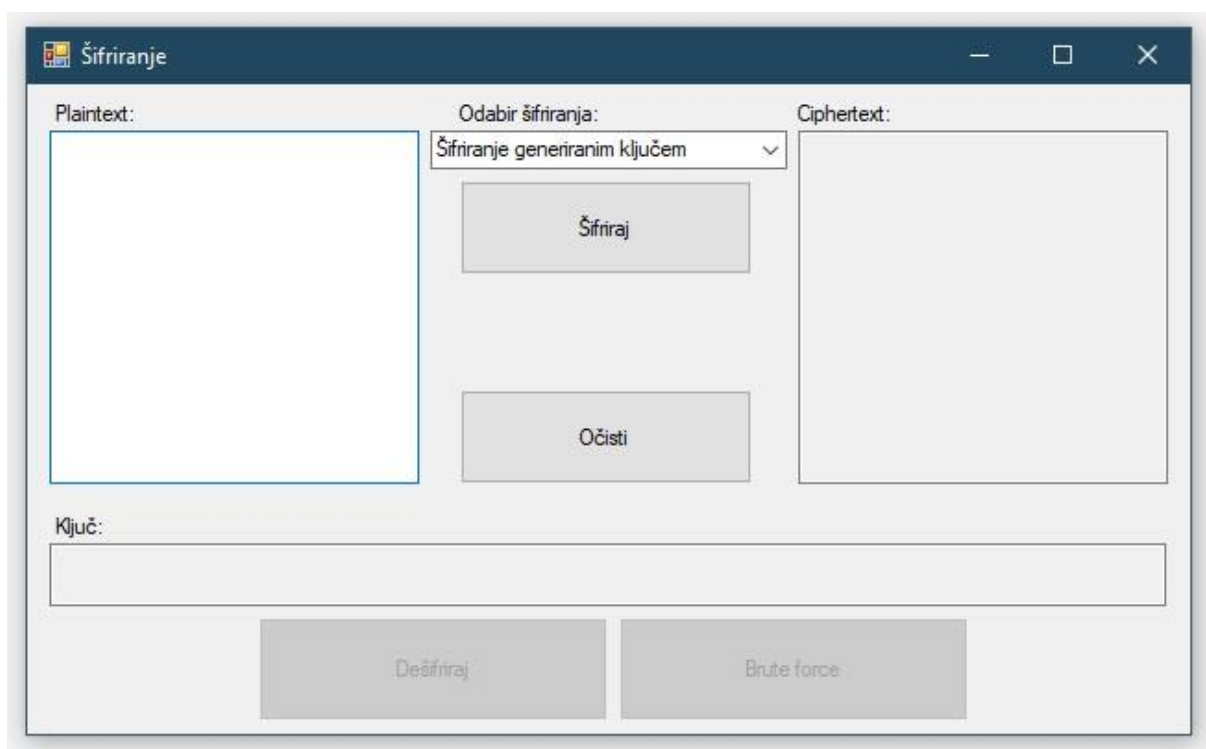 Šifriranje
Plaintext:
Odabir šifriranja:
Ciphertext:
Šifriranje generiranim ključem
Šifriraj
Očisti
Ključ:
Dešifriraj
Brute force